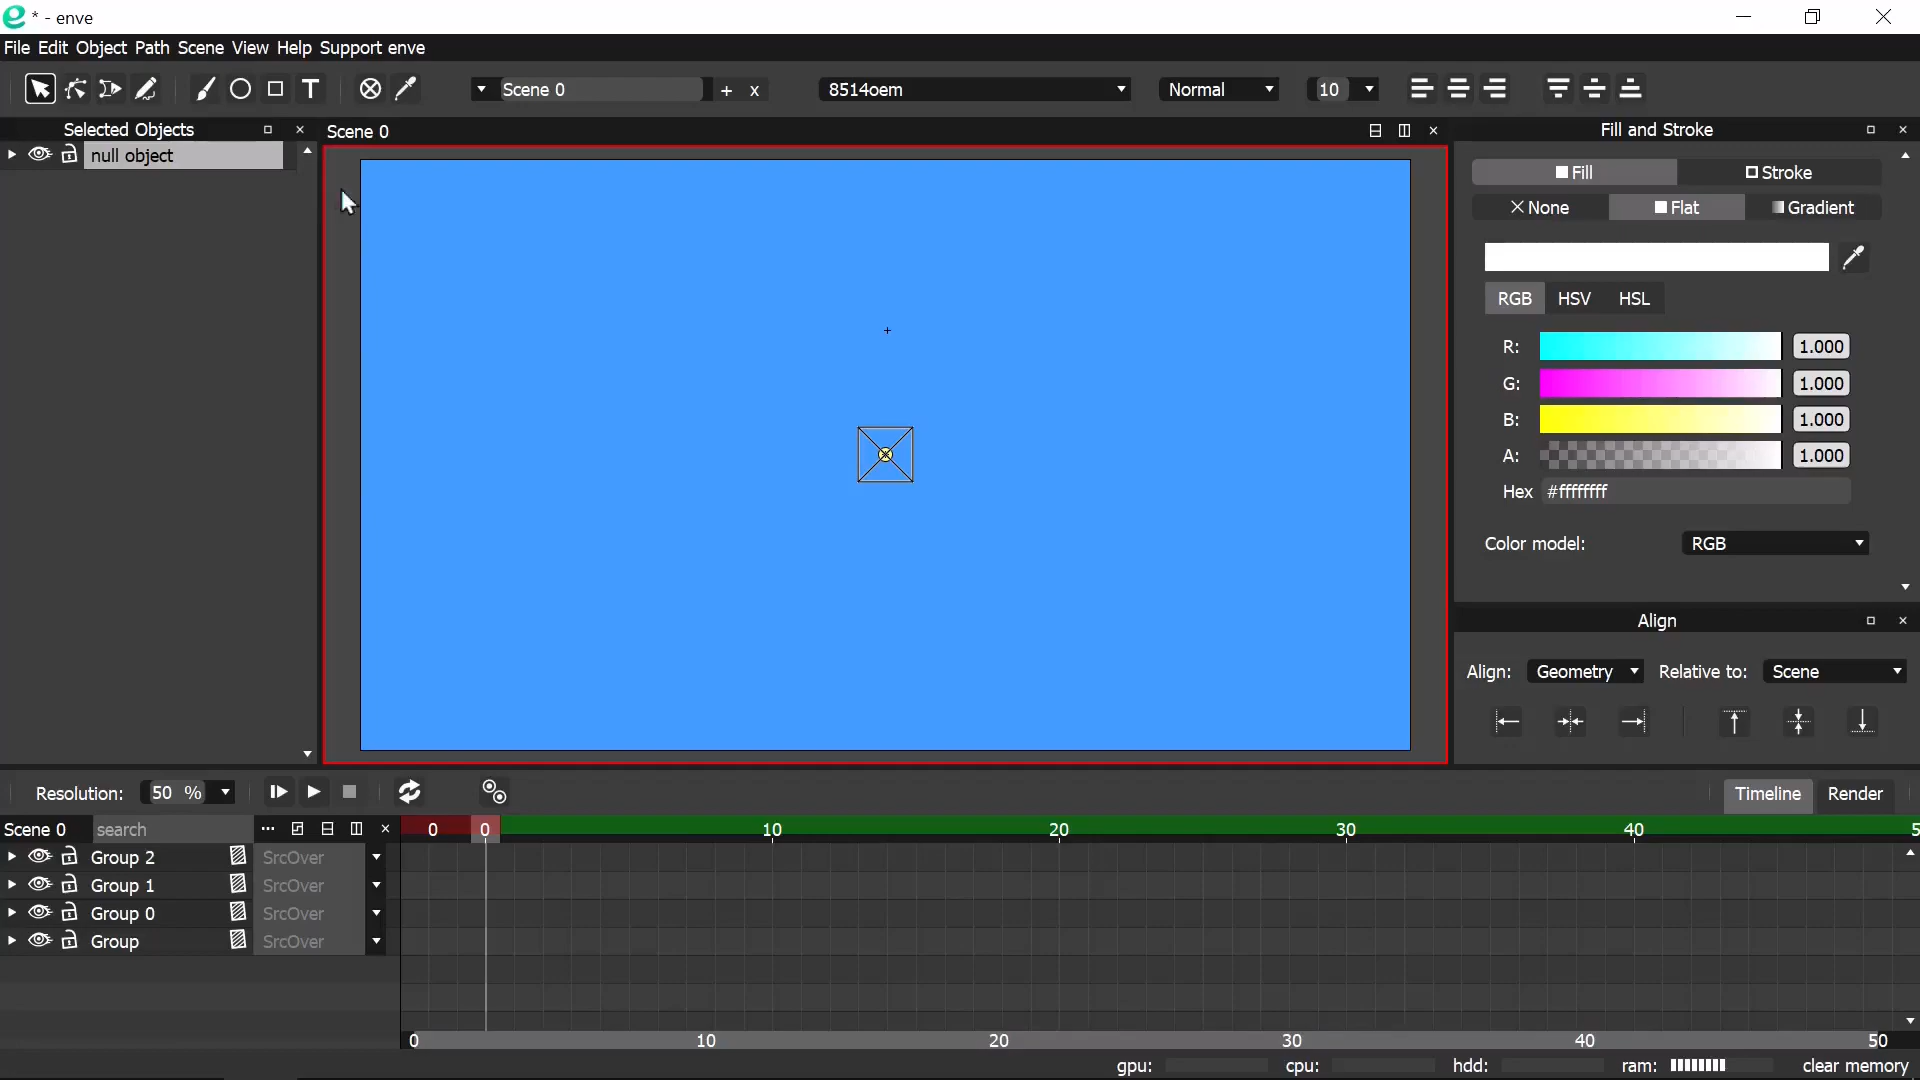 * - enve
File Edit Object Path Scene View Help Support enve
T Scene 0 + x 8514oem Normal 10
Selected Objects
null object
Scene 0
Fill and Stroke
Fill Stroke
None Flat Gradient
RGB HSV HSL
R: 1.000
G: 1.000
B: 1.000
A: 1.000
Hex #ffffffff
Color model: RGB
Align
Align: Geometry Relative to: Scene
Resolution: 50 % Timeline Render
Scene 0 search ... 0 0 10 20 30 40 5
Group 2 SrcOver
Group 1 SrcOver
Group 0 SrcOver
Group SrcOver
0 10 20 30 40 50
gpu: cpu: hdd: ram: clear memory